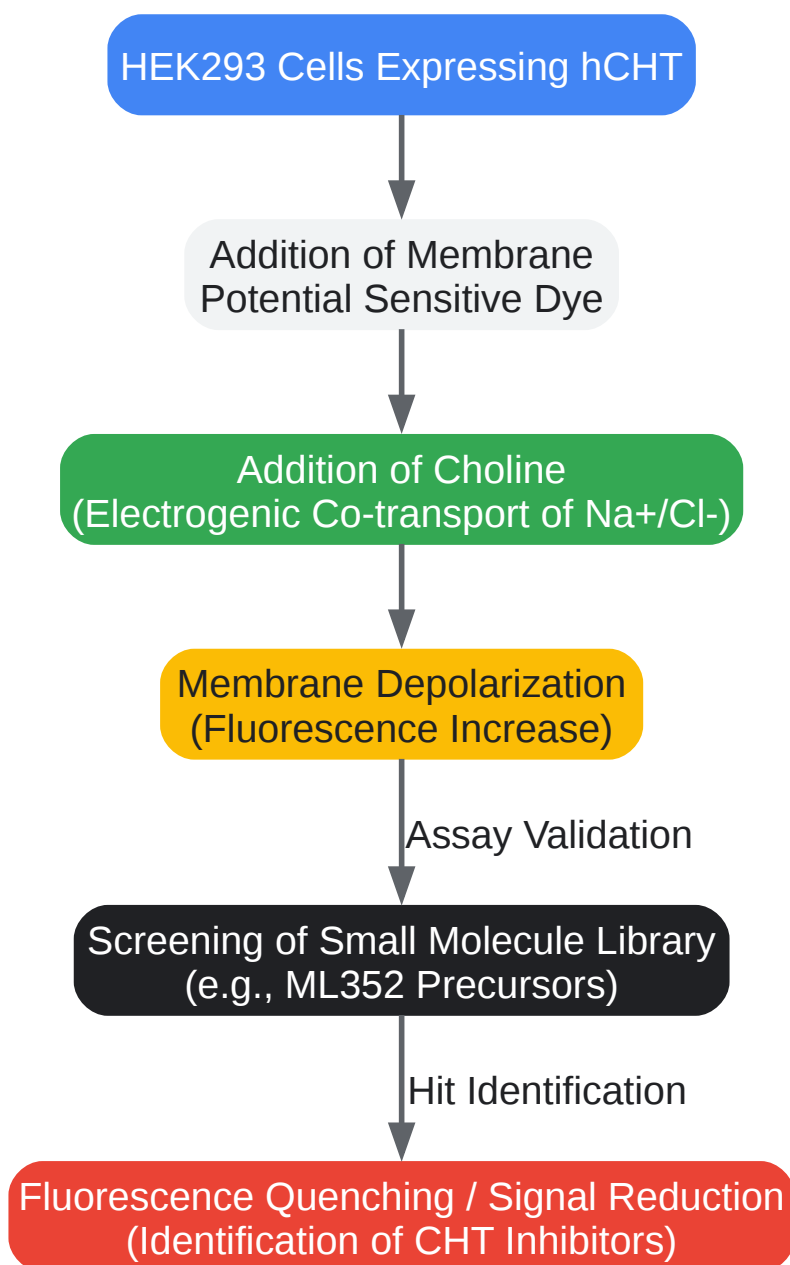 HEK293 Cells Expressing hCHT
Addition of Membrane
Potential Sensitive Dye
Addition of Choline
(Electrogenic Co-transport of Na+/Cl-)
Membrane Depolarization
(Fluorescence Increase)
Assay Validation
Screening of Small Molecule Library
(e.g., ML352 Precursors)
Hit Identification
Fluorescence Quenching / Signal Reduction
(Identification of CHT Inhibitors)